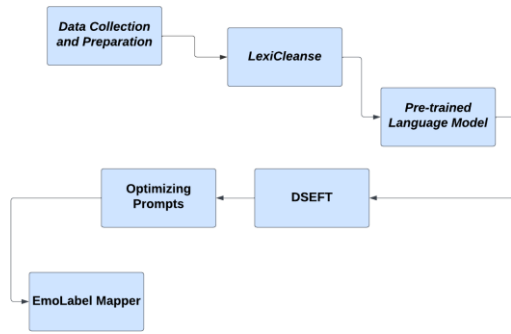 Data Collection
and Preparation
LexiCleanse
Pre-trained
Language Model
Optimizing
Prompts
DSEFT
EmoLabel Mapper